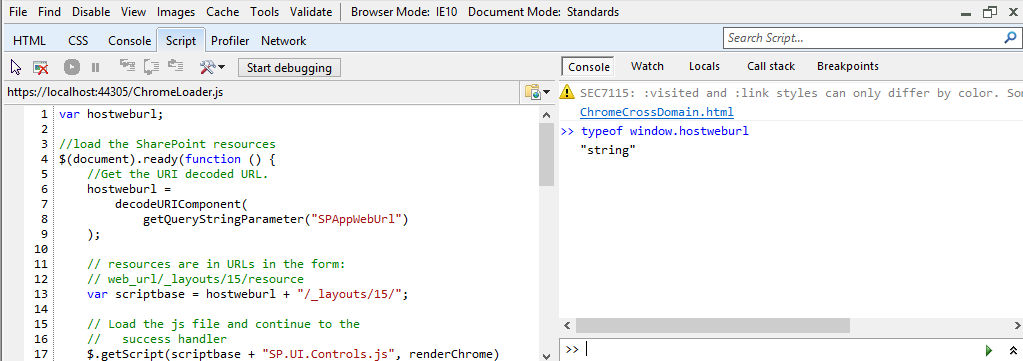 File Find Disable View Images Cache Tools Validate Browser Mode: IE10 Document Mode: Standards
HTML CSS Console Script Profiler Network
Search Script...
Start debugging
Console Watch Locals Call stack Breakpoints
https://localhost:44305/ChromeLoader.js
1 var hostweburl;
2
3 //load the SharePoint resources
4 $(document).ready(function () {
5 //Get the URI decoded URL.
6 hostweburl =
7 decodeURIComponent(
8 getQueryStringParameter("SPAppWebUrl")
9 );
10
11 // resources are in URLs in the form:
12 // web_url/_layouts/15/resource
13 var scriptbase = hostweburl + "/_layouts/15/";
14
15 // Load the js file and continue to the
16 // success handler
17 $.getScript(scriptbase + "SP.UI.Controls.js", renderChrome)
SEC7115: :visited and :link styles can only differ by color. So
ChromeCrossDomain.html
>> typeof window.hostweburl
"string"
>>